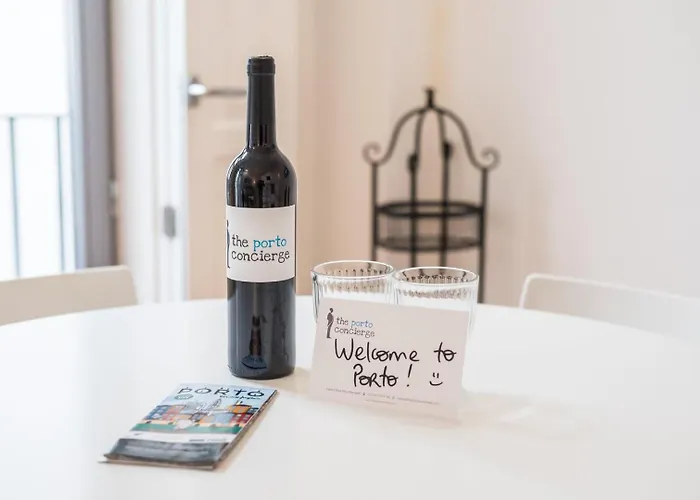 the porto
concierge
the porto
concierge
Welcome to
Porto! :)
PORTO